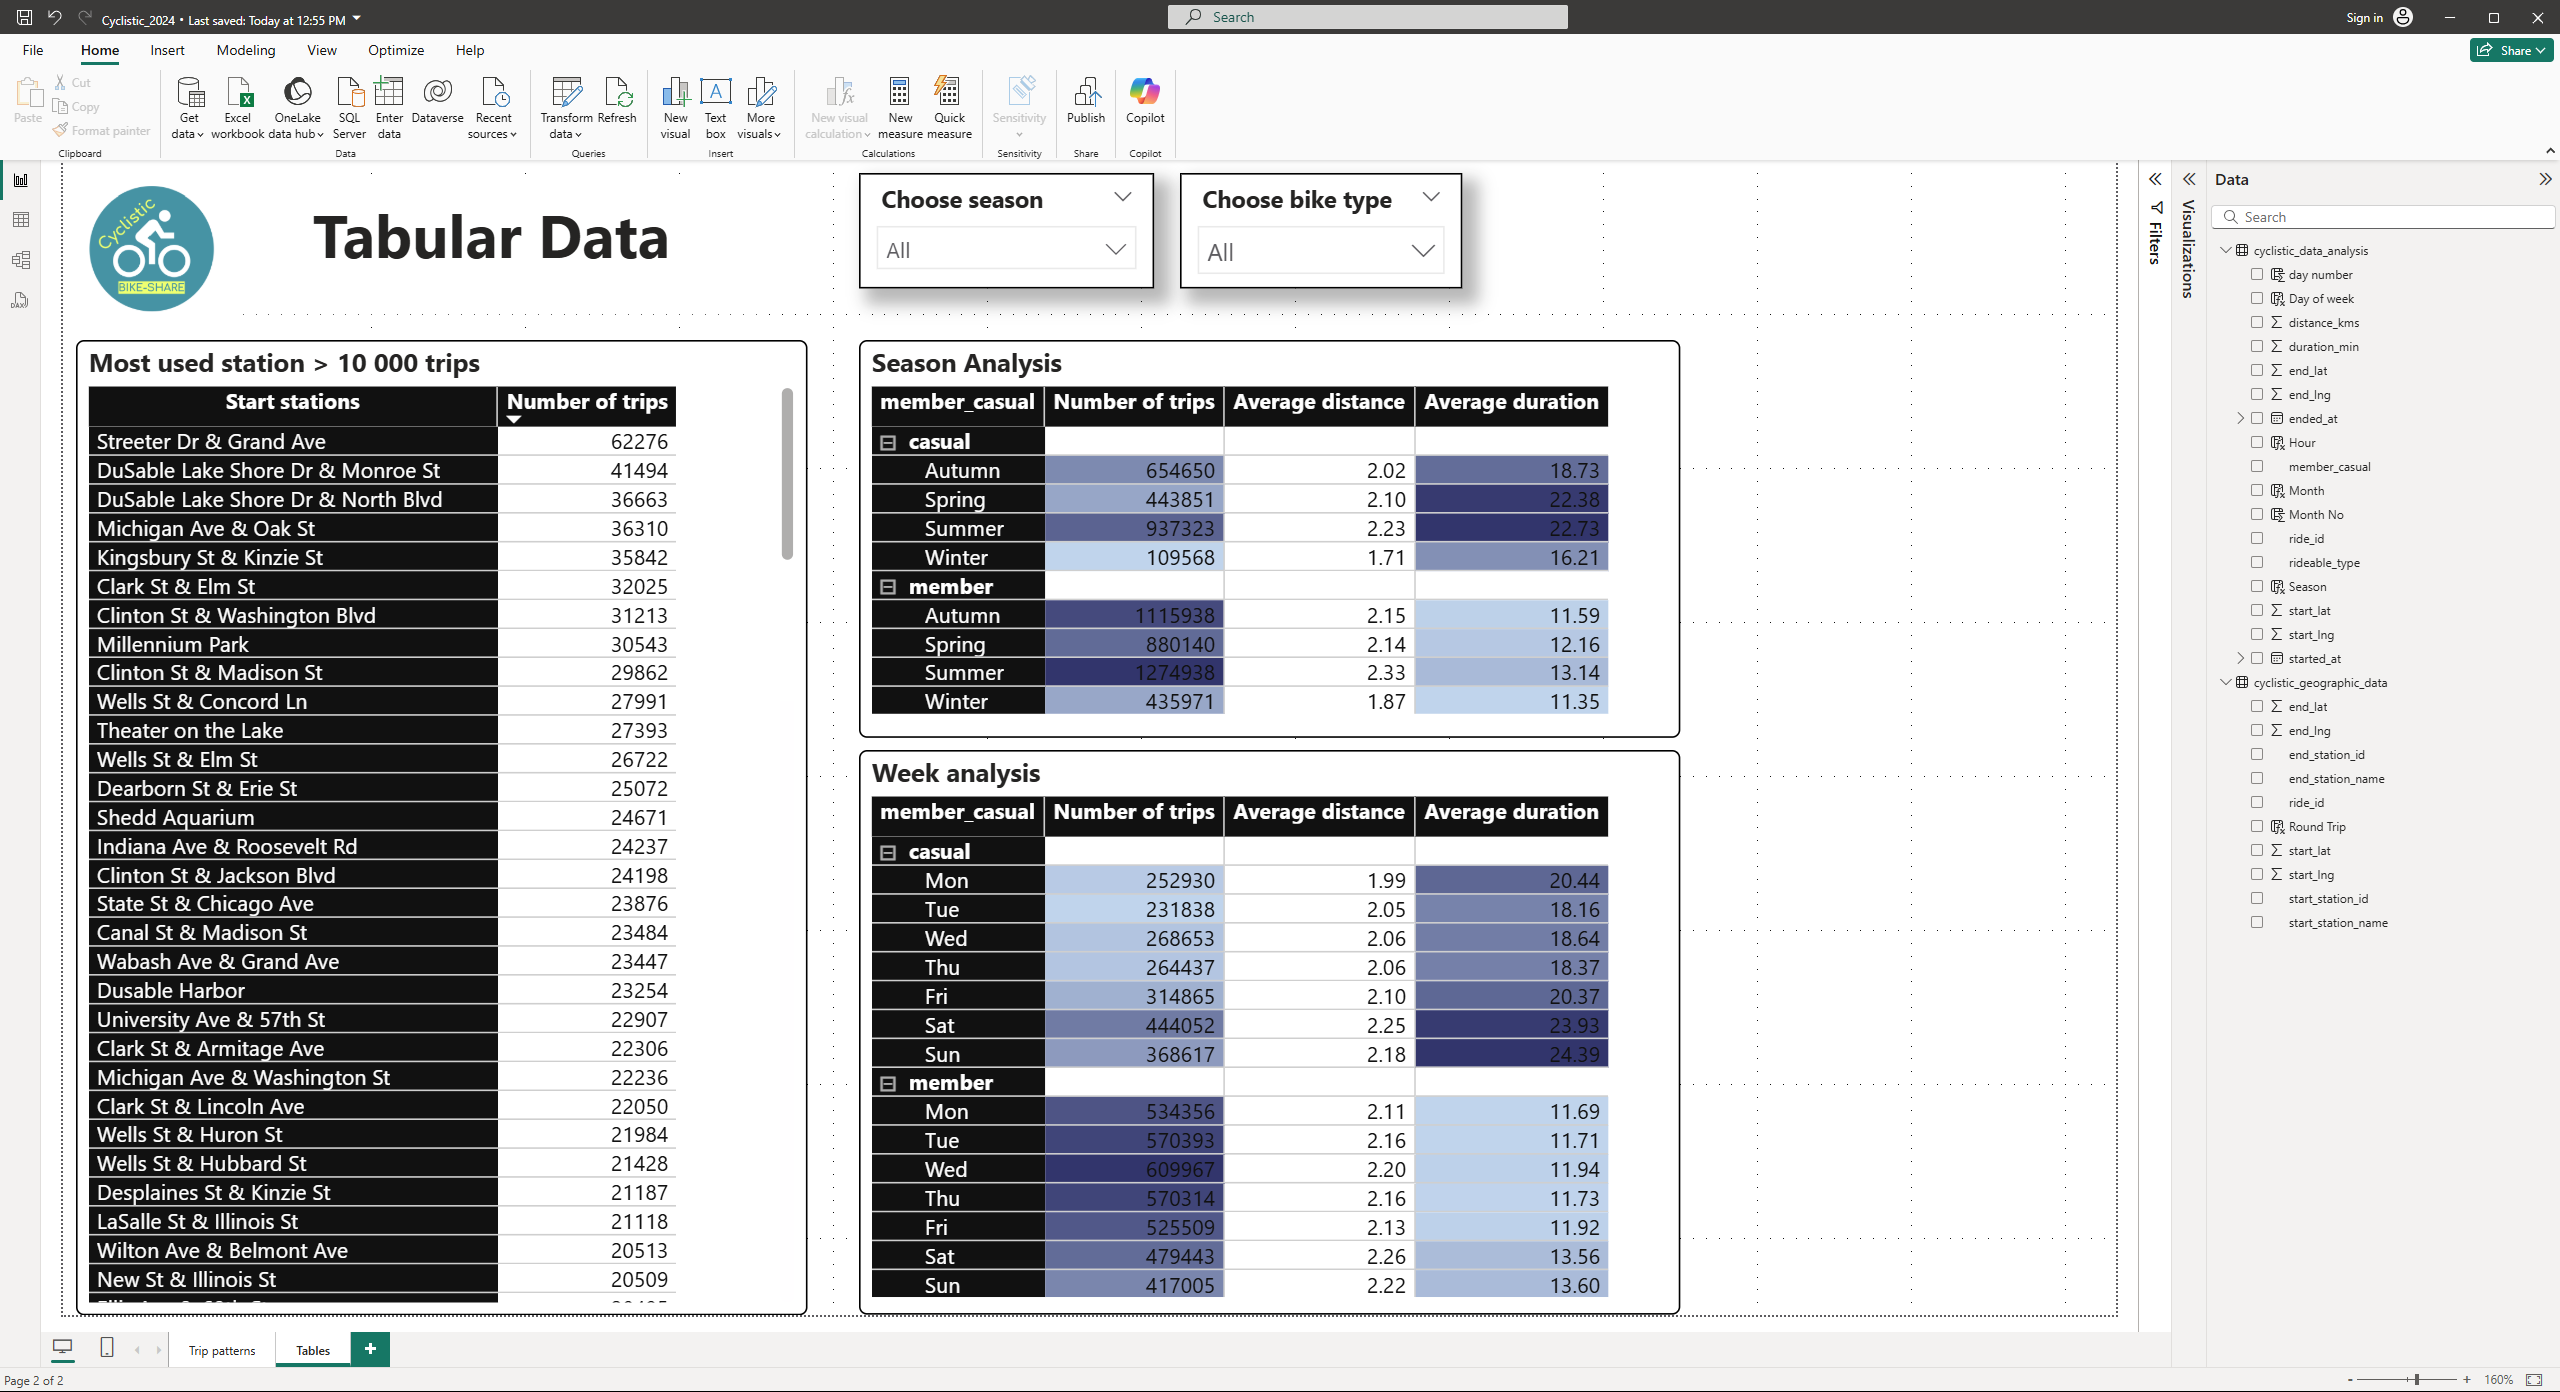 Cyclistic_2024 • Last saved: Today at 12:55 PM
Search
Sign in
File Home Insert Modeling View Optimize Help
Share
Paste
Cut
Copy
Format painter
Clipboard
Get data
Excel workbook
OneLake data hub
SQL Server
Enter data
Dataverse
Recent sources
Data
Transform data
Refresh
Queries
New visual
Text box
More visuals
Insert
New visual calculation
New measure
Quick measure
Calculations
Sensitivity
Sensitivity
Publish
Share
Copilot
Copilot
Cyclistic
BIKE-SHARE
Tabular Data
Choose season
All
Choose bike type
All
Most used station > 10 000 trips
Start stations Number of trips
Streeter Dr & Grand Ave 62276
DuSable Lake Shore Dr & Monroe St 41494
DuSable Lake Shore Dr & North Blvd 36663
Michigan Ave & Oak St 36310
Kingsbury St & Kinzie St 35842
Clark St & Elm St 32025
Clinton St & Washington Blvd 31213
Millennium Park 30543
Clinton St & Madison St 29862
Wells St & Concord Ln 27991
Theater on the Lake 27393
Wells St & Elm St 26722
Dearborn St & Erie St 25072
Shedd Aquarium 24671
Indiana Ave & Roosevelt Rd 24237
Clinton St & Jackson Blvd 24198
State St & Chicago Ave 23876
Canal St & Madison St 23484
Wabash Ave & Grand Ave 23447
Dusable Harbor 23254
University Ave & 57th St 22907
Clark St & Armitage Ave 22306
Michigan Ave & Washington St 22236
Clark St & Lincoln Ave 22050
Wells St & Huron St 21984
Wells St & Hubbard St 21428
Desplaines St & Kinzie St 21187
LaSalle St & Illinois St 21118
Wilton Ave & Belmont Ave 20513
New St & Illinois St 20509
Season Analysis
member_casual Number of trips Average distance Average duration
casual
Autumn 654650 2.02 18.73
Spring 443851 2.10 22.38
Summer 937323 2.23 22.73
Winter 109568 1.71 16.21
member
Autumn 1115938 2.15 11.59
Spring 880140 2.14 12.16
Summer 1274938 2.33 13.14
Winter 435971 1.87 11.35
Week analysis
member_casual Number of trips Average distance Average duration
casual
Mon 252930 1.99 20.44
Tue 231838 2.05 18.16
Wed 268653 2.06 18.64
Thu 264437 2.06 18.37
Fri 314865 2.10 20.37
Sat 444052 2.25 23.93
Sun 368617 2.18 24.39
member
Mon 534356 2.11 11.69
Tue 570393 2.16 11.71
Wed 609967 2.20 11.94
Thu 570314 2.16 11.73
Fri 525509 2.13 11.92
Sat 479443 2.26 13.56
Sun 417005 2.22 13.60
Filters
Visualizations
Data
Search
cyclistic_data_analysis
day number
Day of week
distance_kms
duration_min
end_lat
end_lng
ended_at
Hour
member_casual
Month
Month No
ride_id
rideable_type
Season
start_lat
start_lng
started_at
cyclistic_geographic_data
end_lat
end_lng
end_station_id
end_station_name
ride_id
Round Trip
start_lat
start_lng
start_station_id
start_station_name
Trip patterns
Tables
Page 2 of 2
160%